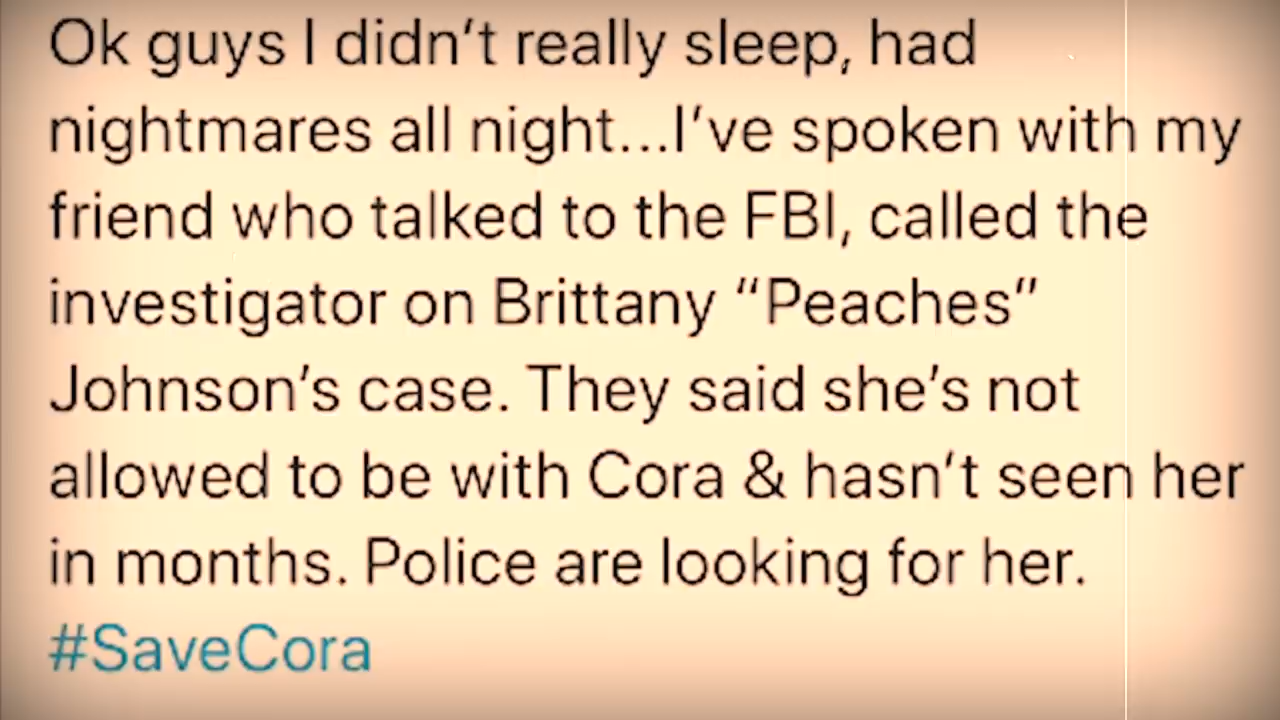 Ok guys I didn’t really sleep, had
nightmares all night...I’ve spoken with my
friend who talked to the FBI, called the
investigator on Brittany “Peaches”
Johnson’s case. They said she’s not
allowed to be with Cora & hasn’t seen her
in months. Police are looking for her.
#SaveCora